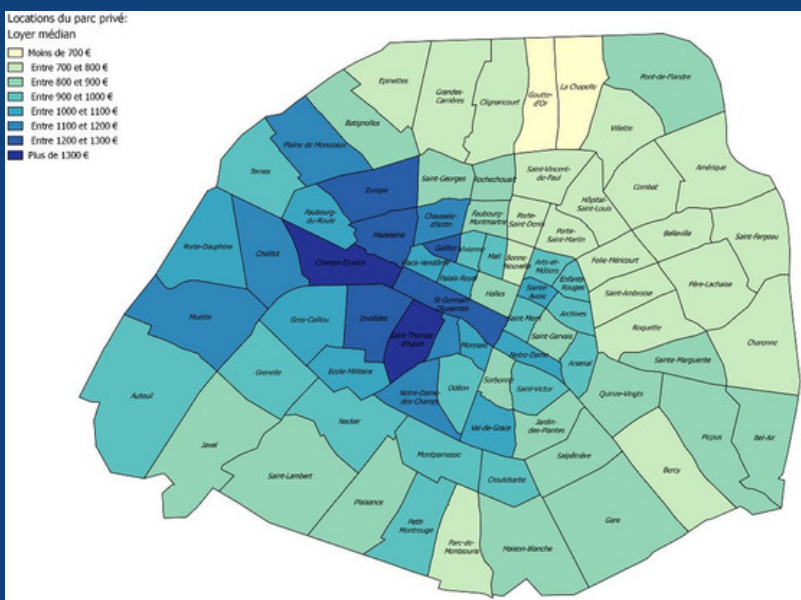 Locations du parc privé:
Loyer médian
Moins de 700 €
Entre 700 et 800 €
Entre 800 et 900 €
Entre 900 et 1000 €
Entre 1000 et 1100 €
Entre 1100 et 1200 €
Entre 1200 et 1300 €
Plus de 1300 €
Epinettes
Grandes-
Carrières
Clignancourt
Goutte-
d'Or
La Chapelle
Pont-de-Flandre
Batignolles
Plaine de Monceaux
Villette
Ternes
Europe
Saint-Georges
Rochechouart
Saint-Vincent-
de-Paul
Combat
Amérique
Faubourg-
du-Roule
Madeleine
Chaussée-
d'Antin
Faubourg-
Montmartre
Porte-
Saint-Denis
Hôpital-
Saint-Louis
Porte-
Saint-Martin
Belleville
Saint-Fargeau
Porte-Dauphine
Chaillot
Champs-Elysées
Gaillon
Vivienne
Mail
Bonne-
Nouvelle
Place-Vendôme
Palais-Royal
Arts-et-
Métiers
Enfants-
Rouges
Folie-Méricourt
Père-Lachaise
Halles
Sainte-
Avoie
Saint-Ambroise
Muette
Gros-Caillou
Invalides
St-Germain
l'Auxerrois
Archives
Saint-Merri
Roquette
Charonne
Saint-Thomas
d'Aquin
Monnaie
Saint-Gervais
Notre-Dame
Arsenal
Sainte-Marguerite
Auteuil
Grenelle
Ecole-Militaire
Notre-Dame-
des-Champs
Odéon
Sorbonne
Saint-Victor
Quinze-Vingts
Necker
Val-de-Grace
Jardin-
des-Plantes
Picpus
Bel-Air
Javel
Saint-Lambert
Montparnasse
Salpêtrière
Bercy
Croulebarbe
Plaisance
Petit-
Montrouge
Parc-de-
Montsouris
Maison-Blanche
Gare